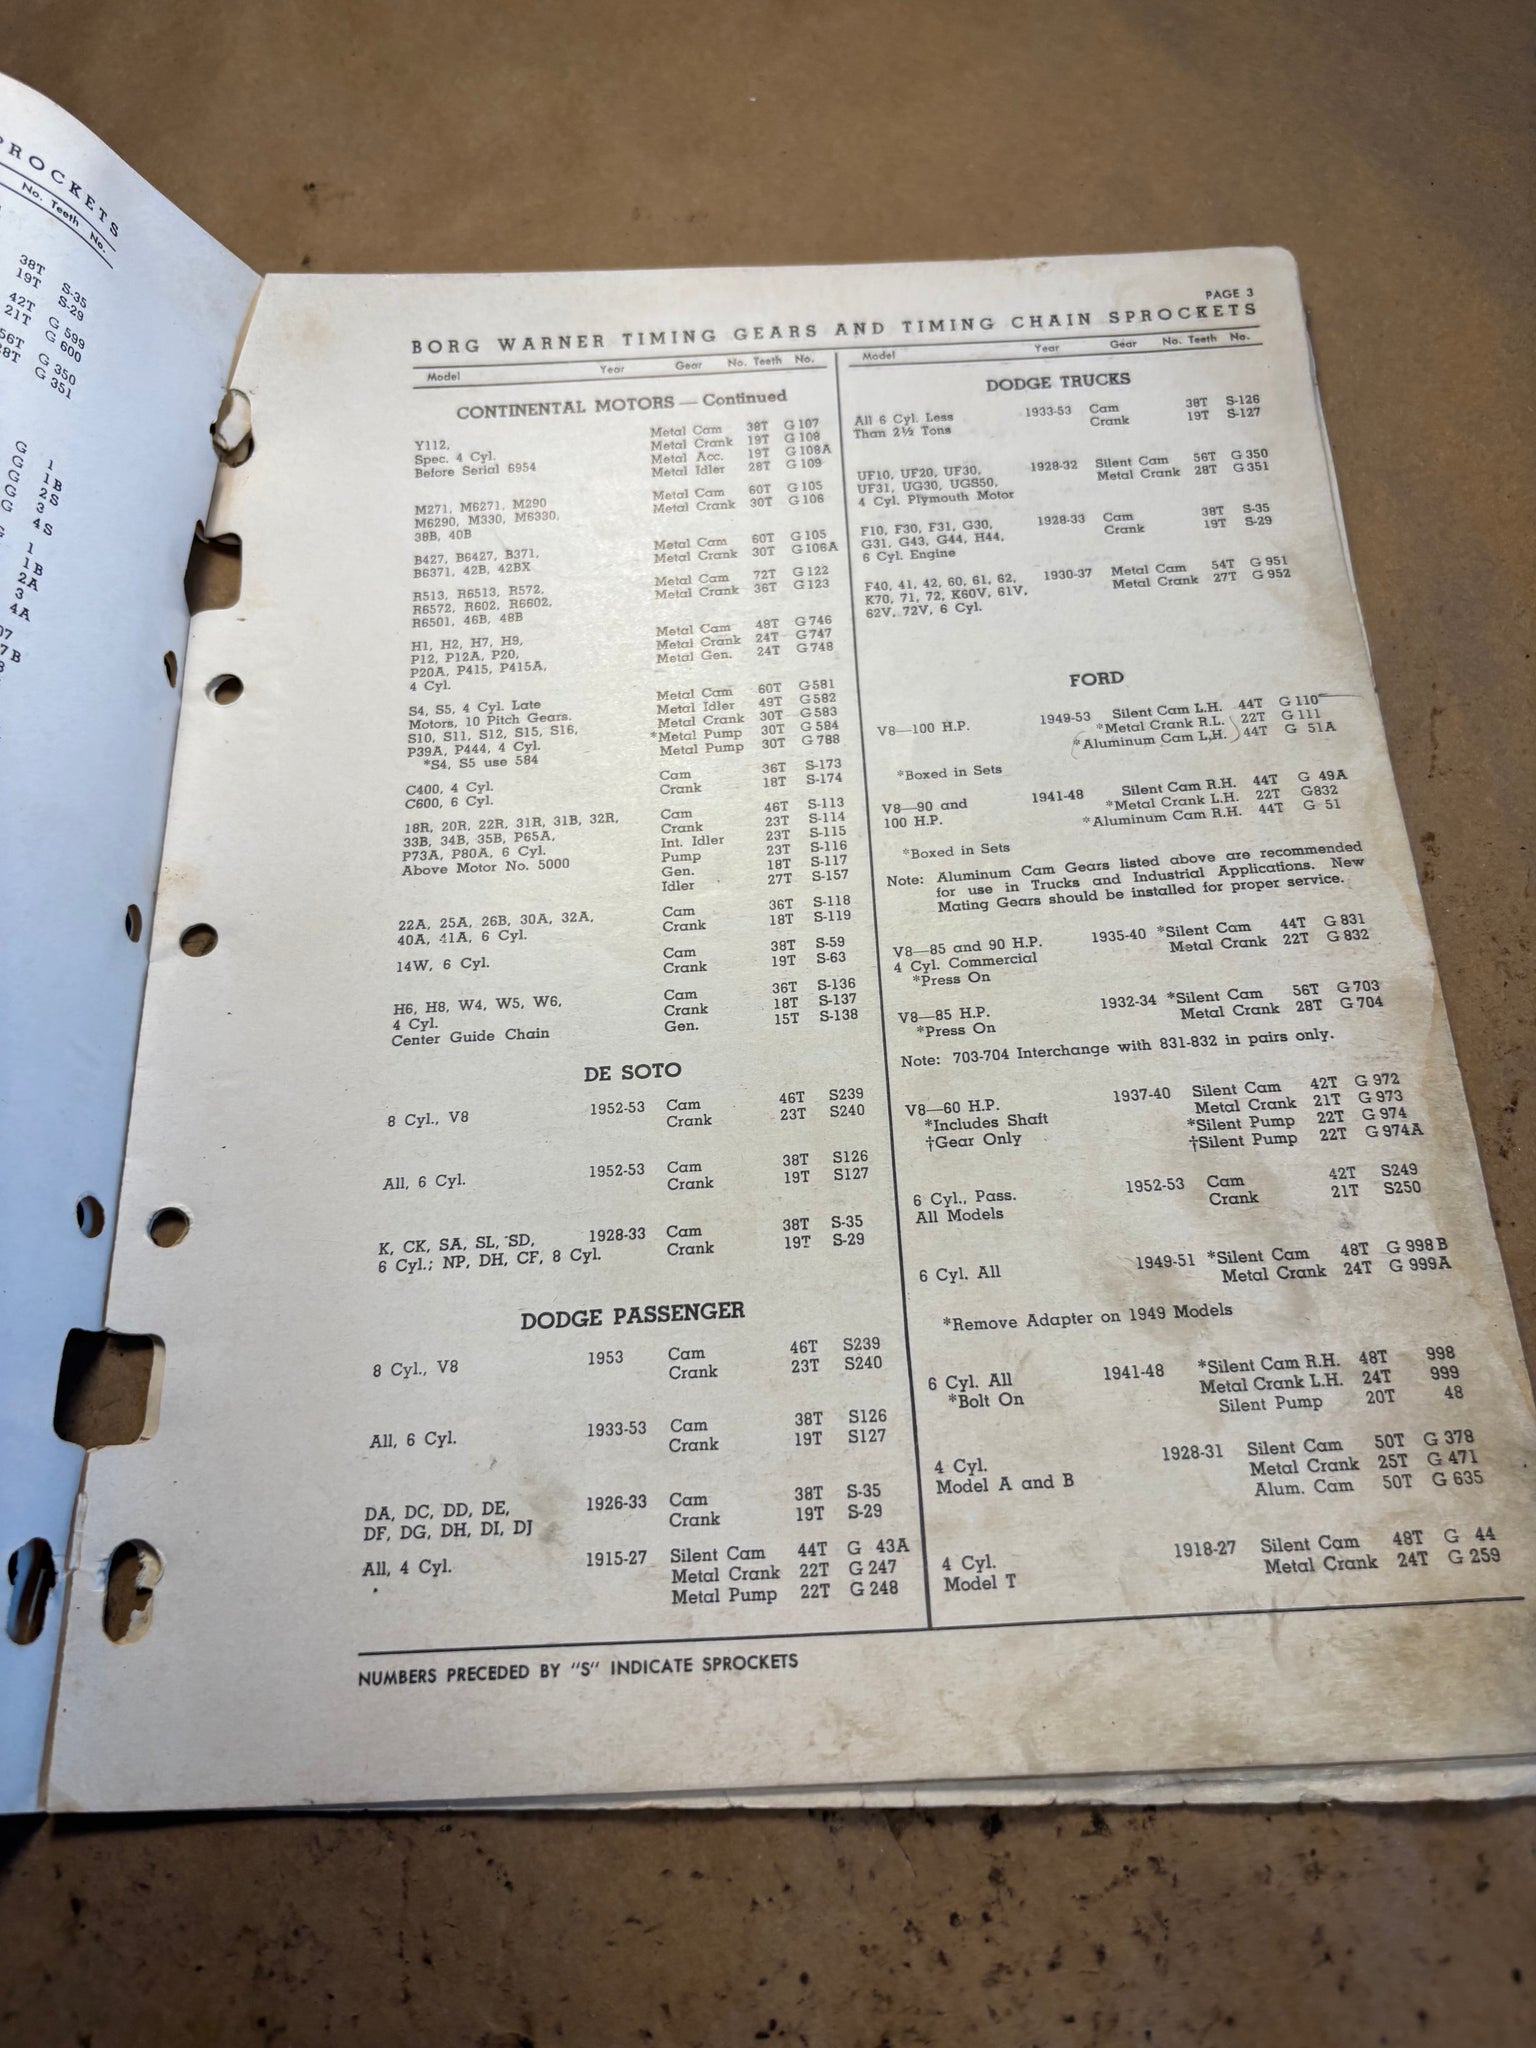 PROCKETS
No. Teeth No.
38T S-35
19T S-29
42T G 599
21T G 600
56T G 350
28T G 351
G 1
G 1B
G 2S
G 3
G 4S
1
1B
2A
3
4A
PAGE 3
BORG WARNER TIMING GEARS AND TIMING CHAIN SPROCKETS
Model Year Gear No. Teeth No.
CONTINENTAL MOTORS — Continued
Y112, Metal Cam 38T G 107
Spec. 4 Cyl. Metal Crank 19T G 108
Before Serial 6954 Metal Acc. 19T G 108A
Metal Idler 28T G 109
M271, M6271, M290 Metal Cam 60T G 105
M6290, M330, M6330, Metal Crank 30T G 106
38B, 40B
B427, B6427, B371, Metal Cam 60T G 105
B6371, 42B, 42BX Metal Crank 30T G 106A
R513, R6513, R572, Metal Cam 72T G 122
R6572, R602, R6602, Metal Crank 36T G 123
R6501, 46B, 48B
H1, H2, H7, H9, Metal Cam 48T G 746
P12, P12A, P20, Metal Crank 24T G 747
P20A, P415, P415A, Metal Gen. 24T G 748
4 Cyl.
S4, S5, 4 Cyl. Late Metal Cam 60T G 581
Motors, 10 Pitch Gears. Metal Idler 49T G 582
S10, S11, S12, S15, S16, Metal Crank 30T G 583
P39A, P444, 4 Cyl. *Metal Pump 30T G 584
*S4, S5 use 584 Metal Pump 30T G 788
C400, 4 Cyl. Cam 36T S-173
C600, 6 Cyl. Crank 18T S-174
18R, 20R, 22R, 31R, 31B, 32R, Cam 46T S-113
33B, 34B, 35B, P65A, Crank 23T S-114
P73A, P80A, 6 Cyl. Int. Idler 23T S-115
Above Motor No. 5000 Pump 23T S-116
Gen. 18T S-117
Idler 27T S-157
22A, 25A, 26B, 30A, 32A, Cam 36T S-118
40A, 41A, 6 Cyl. Crank 18T S-119
14W, 6 Cyl. Cam 38T S-59
Crank 19T S-63
H6, H8, W4, W5, W6, Cam 36T S-136
4 Cyl. Crank 18T S-137
Center Guide Chain Gen. 15T S-138
DE SOTO
8 Cyl., V8 1952-53 Cam 46T S239
Crank 23T S240
All, 6 Cyl. 1952-53 Cam 38T S126
Crank 19T S127
K, CK, SA, SL, SD, 1928-33 Cam 38T S-35
6 Cyl.; NP, DH, CF, 8 Cyl. Crank 19T S-29
DODGE PASSENGER
8 Cyl., V8 1953 Cam 46T S239
Crank 23T S240
All, 6 Cyl. 1933-53 Cam 38T S126
Crank 19T S127
DA, DC, DD, DE, 1926-33 Cam 38T S-35
DF, DG, DH, DI, DJ Crank 19T S-29
All, 4 Cyl. 1915-27 Silent Cam 44T G 43A
Metal Crank 22T G 247
Metal Pump 22T G 248
Model Year Gear No. Teeth No.
DODGE TRUCKS
All 6 Cyl. Less 1933-53 Cam 38T S-126
Than 2½ Tons Crank 19T S-127
UF10, UF20, UF30, 1928-32 Silent Cam 56T G 350
UF31, UG30, UGS50, Metal Crank 28T G 351
4 Cyl. Plymouth Motor
F10, F30, F31, G30, 1928-33 Cam 38T S-35
G31, G43, G44, H44, Crank 19T S-29
6 Cyl. Engine
F40, 41, 42, 60, 61, 62, 1930-37 Metal Cam 54T G 951
K70, 71, 72, K60V, 61V, Metal Crank 27T G 952
62V, 72V, 6 Cyl.
FORD
V8—100 H.P. 1949-53 Silent Cam L.H. 44T G 110
*Metal Crank R.L. 22T G 111
*Aluminum Cam L.H. 44T G 51A
*Boxed in Sets
V8—90 and 1941-48 Silent Cam R.H. 44T G 49A
100 H.P. *Metal Crank L.H. 22T G832
*Aluminum Cam R.H. 44T G 51
*Boxed in Sets
Note: Aluminum Cam Gears listed above are recommended
for use in Trucks and Industrial Applications. New
Mating Gears should be installed for proper service.
V8—85 and 90 H.P. 1935-40 *Silent Cam 44T G 831
4 Cyl. Commercial Metal Crank 22T G 832
*Press On
V8—85 H.P. 1932-34 *Silent Cam 56T G 703
*Press On Metal Crank 28T G 704
Note: 703-704 Interchange with 831-832 in pairs only.
V8—60 H.P. 1937-40 Silent Cam 42T G 972
*Includes Shaft Metal Crank 21T G 973
†Gear Only *Silent Pump 22T G 974
†Silent Pump 22T G 974A
6 Cyl., Pass. 1952-53 Cam 42T S249
All Models Crank 21T S250
6 Cyl. All 1949-51 *Silent Cam 48T G 998B
Metal Crank 24T G 999A
*Remove Adapter on 1949 Models
6 Cyl. All 1941-48 *Silent Cam R.H. 48T 998
*Bolt On Metal Crank L.H. 24T 999
Silent Pump 20T 48
4 Cyl. 1928-31 Silent Cam 50T G 378
Model A and B Metal Crank 25T G 471
Alum. Cam 50T G 635
4 Cyl. 1918-27 Silent Cam 48T G 44
Model T Metal Crank 24T G 259
NUMBERS PRECEDED BY "S" INDICATE SPROCKETS